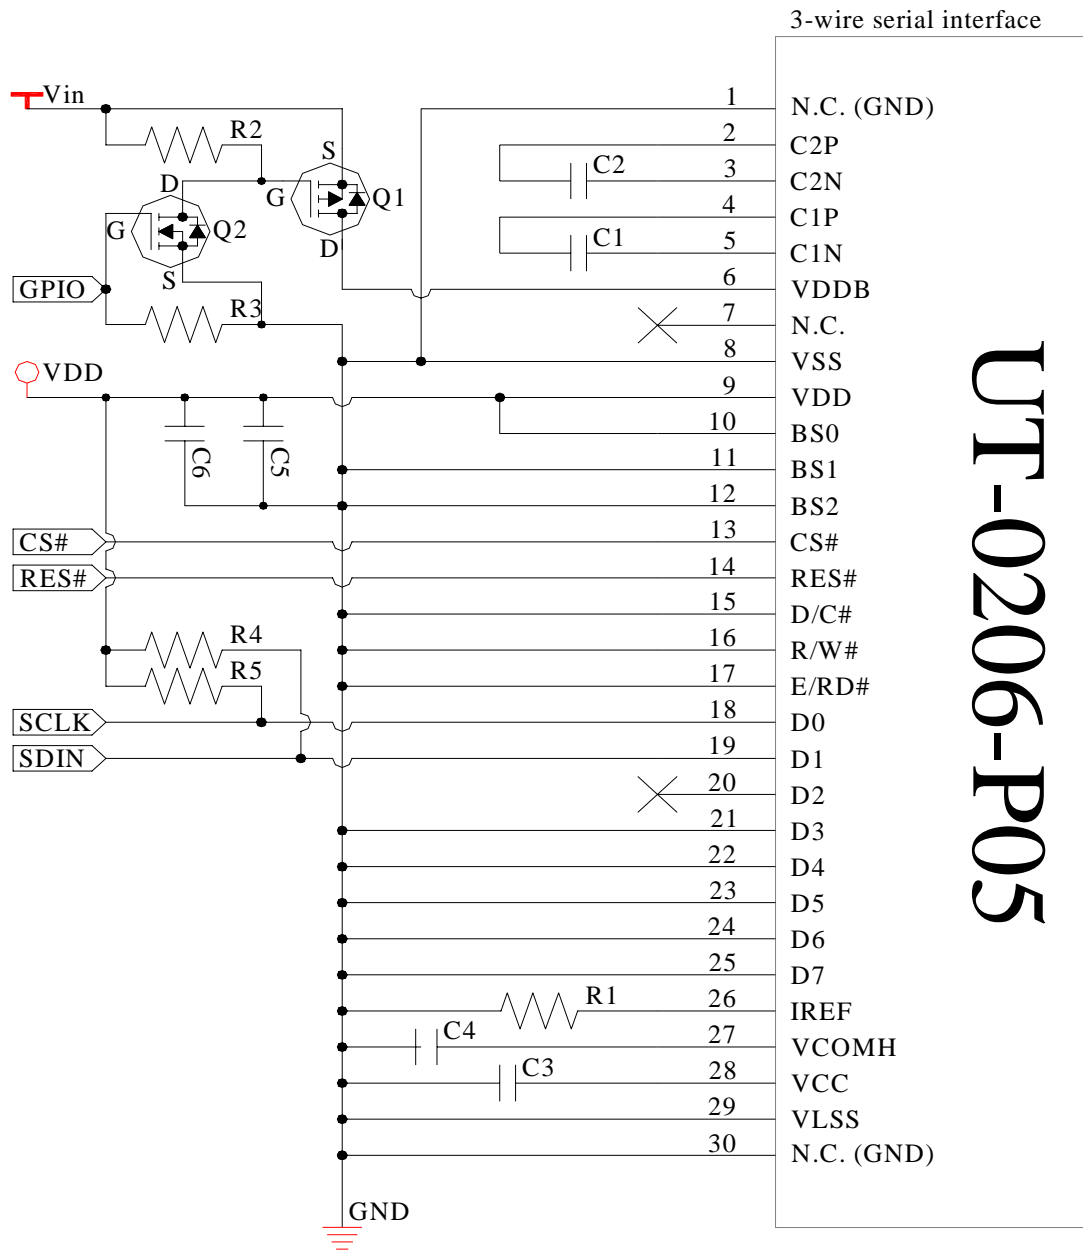 3-wire serial interface
Vin
R2
S
D
G
Q1
G
Q2
D
S
GPIO
R3
VDD
C6
C5
CS#
RES#
R4
R5
SCLK
SDIN
C2
C1
R1
C4
C3
GND
1 N.C. (GND)
2 C2P
3 C2N
4 C1P
5 C1N
6 VDDB
7 N.C.
8 VSS
9 VDD
10 BS0
11 BS1
12 BS2
13 CS#
14 RES#
15 D/C#
16 R/W#
17 E/RD#
18 D0
19 D1
20 D2
21 D3
22 D4
23 D5
24 D6
25 D7
26 IREF
27 VCOMH
28 VCC
29 VLSS
30 N.C. (GND)
UT-0206-P05